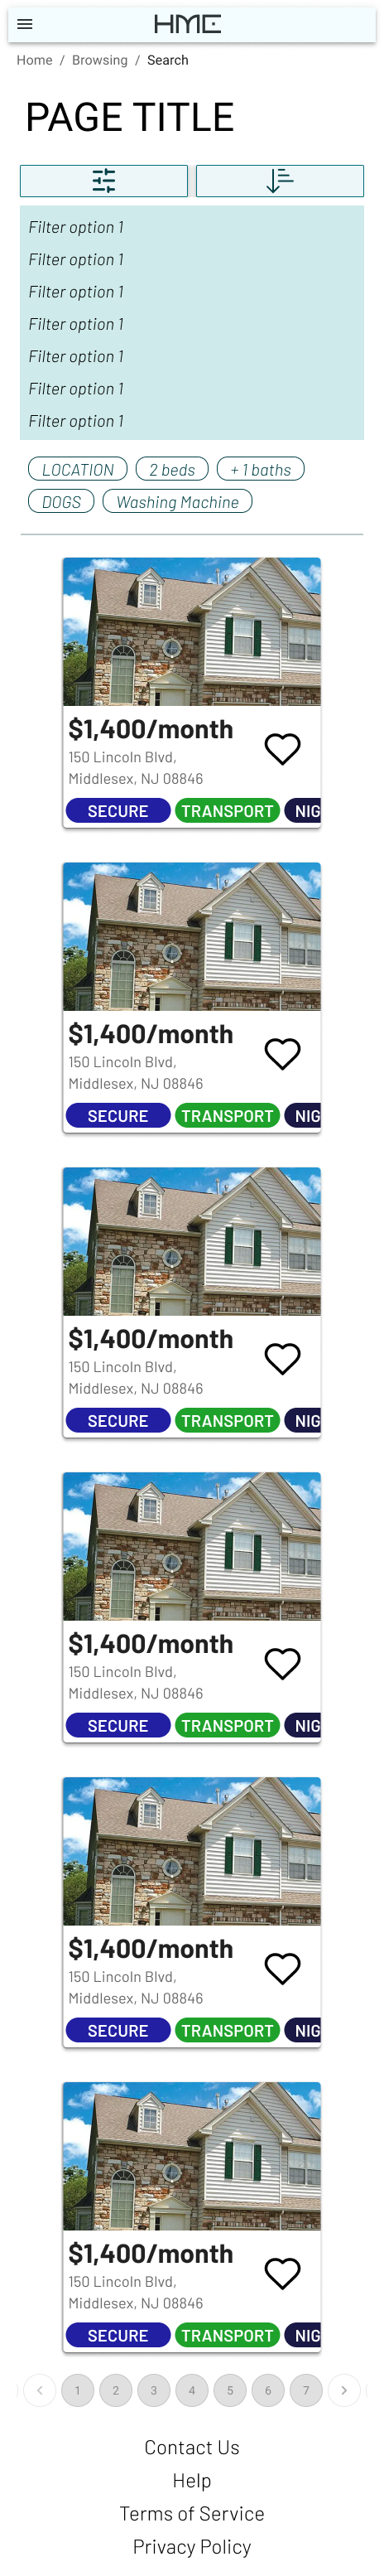 HME
Home / Browsing / Search
PAGE TITLE
Filter option 1
Filter option 1
Filter option 1
Filter option 1
Filter option 1
Filter option 1
Filter option 1
LOCATION 2 beds + 1 baths
DOGS Washing Machine
$1,400/month
150 Lincoln Blvd,
Middlesex, NJ 08846
SECURE TRANSPORT NIG
$1,400/month
150 Lincoln Blvd,
Middlesex, NJ 08846
SECURE TRANSPORT NIG
$1,400/month
150 Lincoln Blvd,
Middlesex, NJ 08846
SECURE TRANSPORT NIG
$1,400/month
150 Lincoln Blvd,
Middlesex, NJ 08846
SECURE TRANSPORT NIG
$1,400/month
150 Lincoln Blvd,
Middlesex, NJ 08846
SECURE TRANSPORT NIG
$1,400/month
150 Lincoln Blvd,
Middlesex, NJ 08846
SECURE TRANSPORT NIG
1 2 3 4 5 6 7
Contact Us
Help
Terms of Service
Privacy Policy